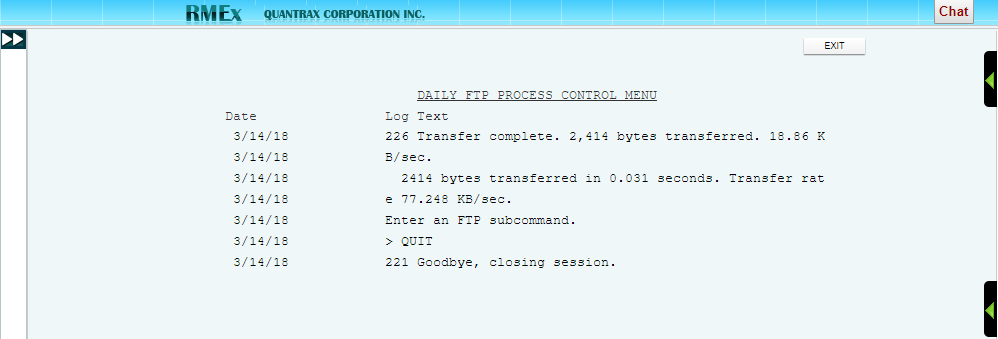 RMEx QUANTRAX CORPORATION INC. Chat
EXIT
DAILY FTP PROCESS CONTROL MENU
Date Log Text
3/14/18 226 Transfer complete. 2,414 bytes transferred. 18.86 K
3/14/18 B/sec.
3/14/18 2414 bytes transferred in 0.031 seconds. Transfer rat
3/14/18 e 77.248 KB/sec.
3/14/18 Enter an FTP subcommand.
3/14/18 > QUIT
3/14/18 221 Goodbye, closing session.